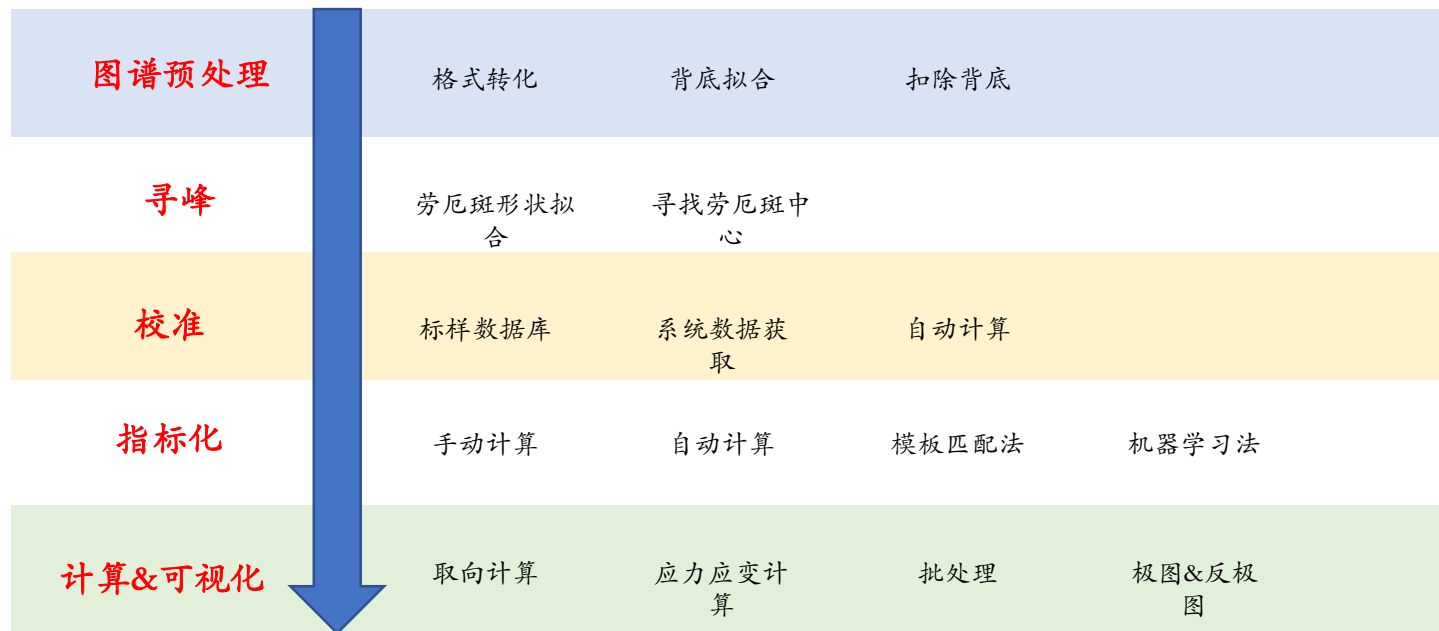 图谱预处理
格式转化
背底拟合
扣除背底
寻峰
劳厄斑形状拟
合
寻找劳厄斑中
心
校准
标样数据库
系统数据获
取
自动计算
指标化
手动计算
自动计算
模板匹配法
机器学习法
计算&可视化
取向计算
应力应变计
算
批处理
极图&反极
图